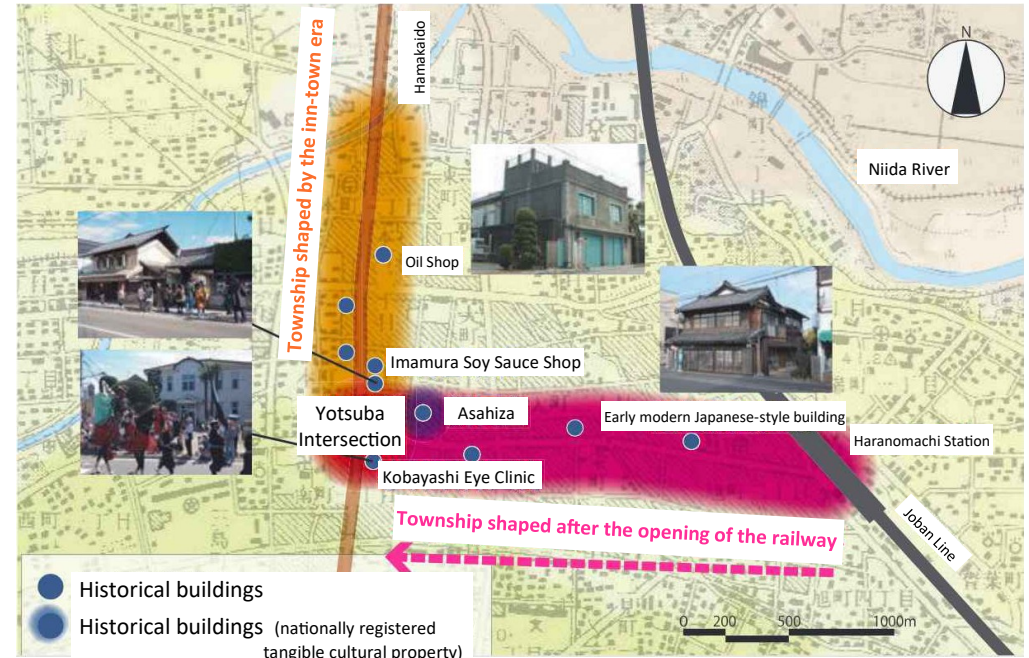 Hamakaido
N
Township shaped by the inn-town era
Niida River
Oil Shop
Imamura Soy Sauce Shop
Yotsuba
Intersection
Asahiza
Early modern Japanese-style building
Haranomachi Station
Kobayashi Eye Clinic
Township shaped after the opening of the railway
Joban Line
Historical buildings
Historical buildings (nationally registered
tangible cultural property)
0 200 500 1000m